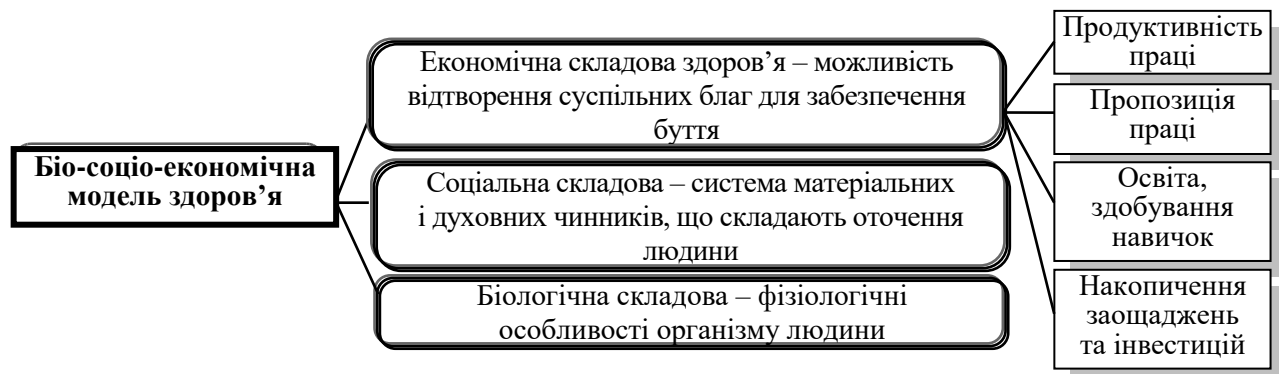 Біо-соціо-економічна
модель здоров’я
Економічна складова здоров’я – можливість
відтворення суспільних благ для забезпечення
буття
Соціальна складова – система матеріальних
і духовних чинників, що складають оточення
людини
Біологічна складова – фізіологічні
особливості організму людини
Продуктивність
праці
Пропозиція
праці
Освіта,
здобування
навичок
Накопичення
заощаджень
та інвестицій